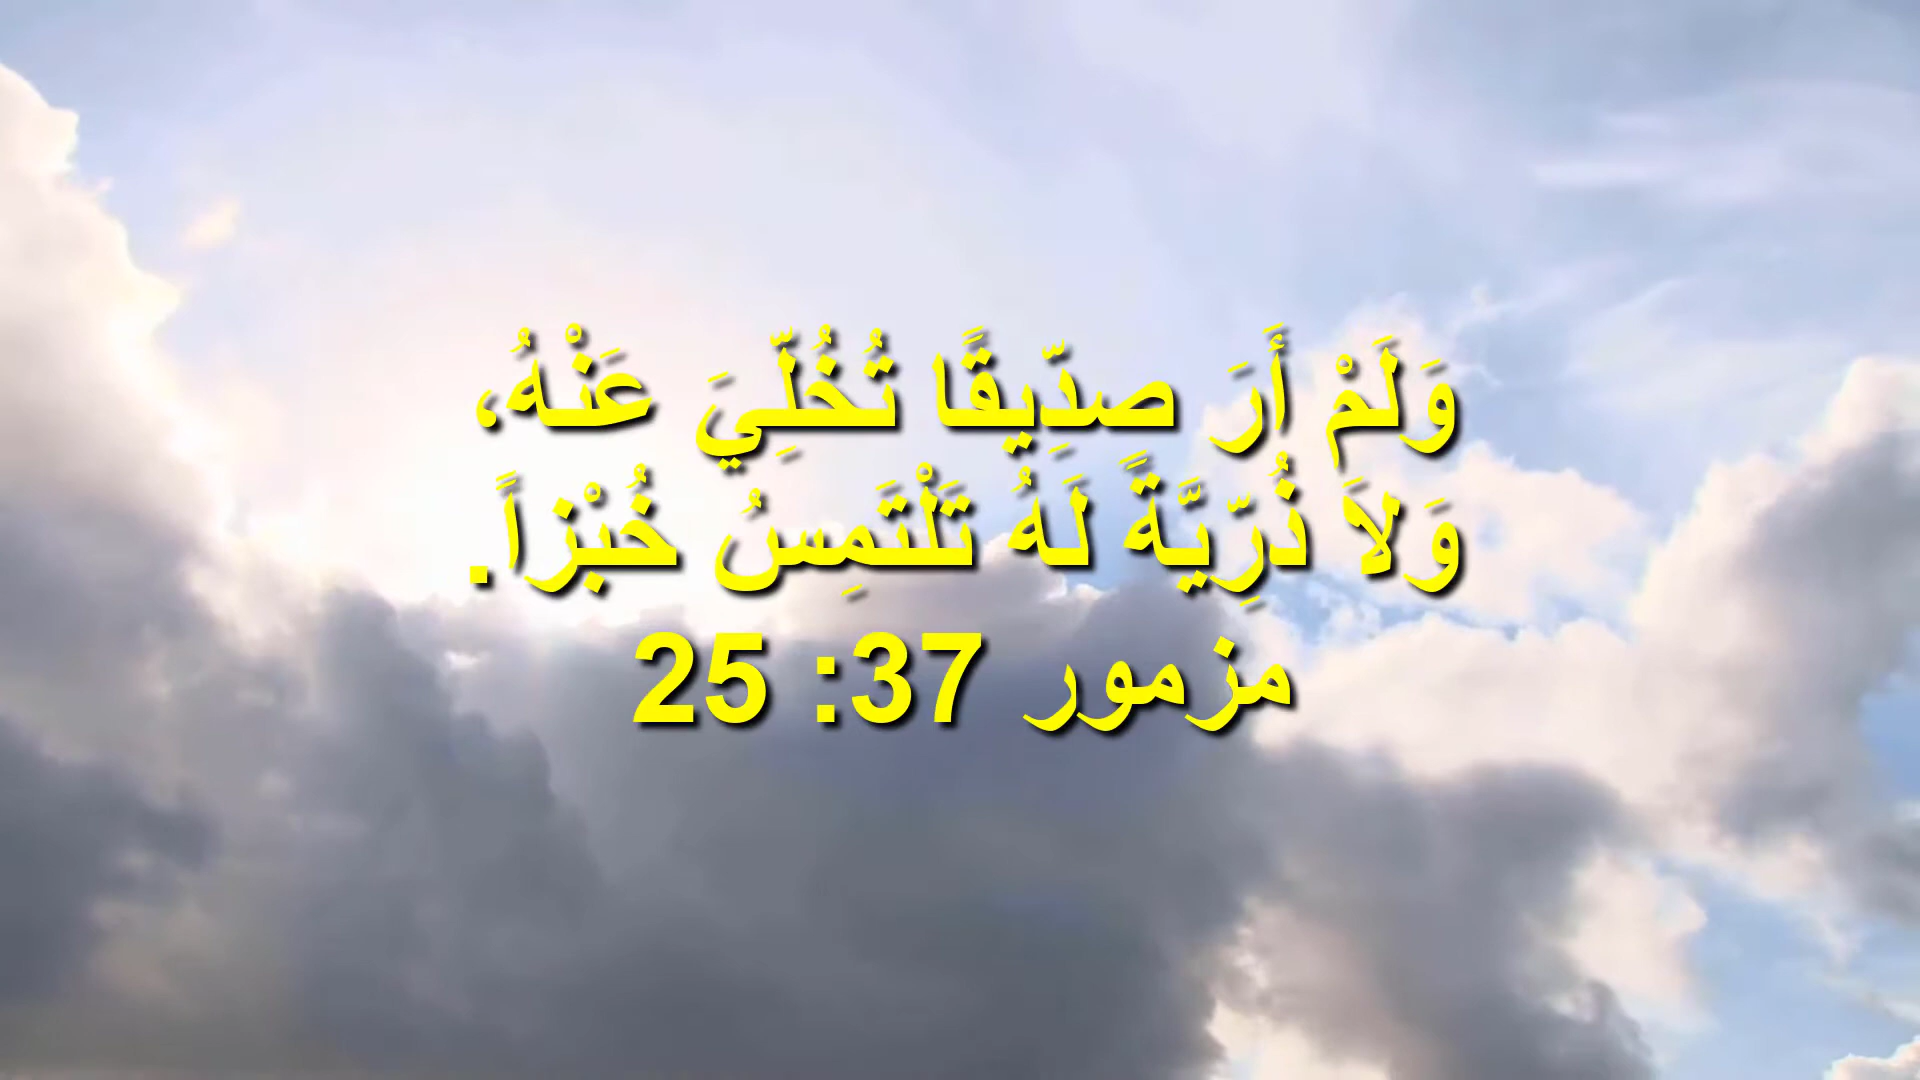 وَلَمْ أَرَ صِدِّيقًا تُخُلِّيَ عَنْهُ،
وَلاَ ذُرِّيَّةً لَهُ تَلْتَمِسُ خُبْزاً.
مزمور 37: 25